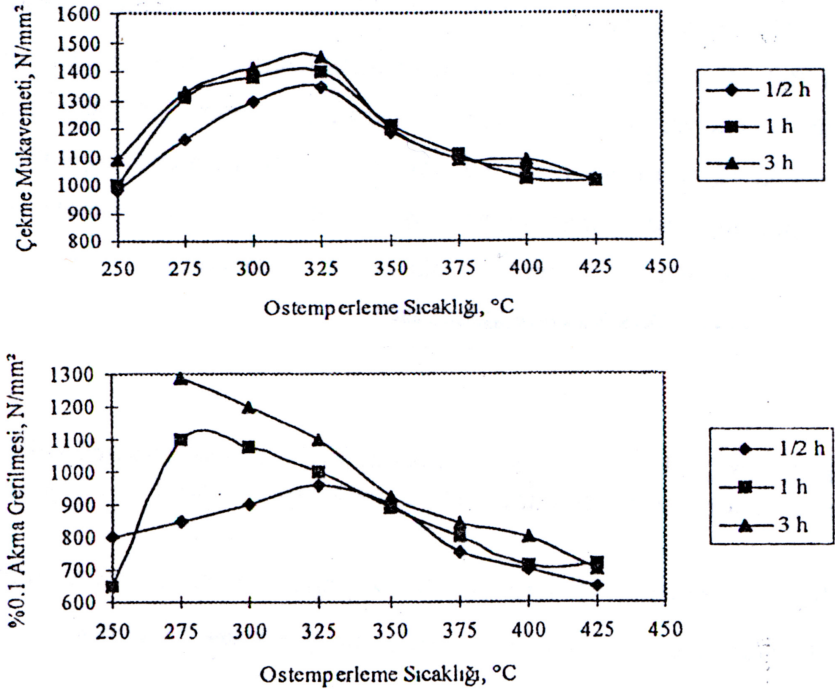 Çekme Mukavemeti, N/mm²
1600
1500
1400
1300
1200
1100
1000
900
800
250 275 300 325 350 375 400 425 450
Ostemperleme Sıcaklığı, °C
1/2 h
1 h
3 h
%0.1 Akma Gerilmesi, N/mm²
1300
1200
1100
1000
900
800
700
600
250 275 300 325 350 375 400 425 450
Ostemperleme Sıcaklığı, °C
1/2 h
1 h
3 h